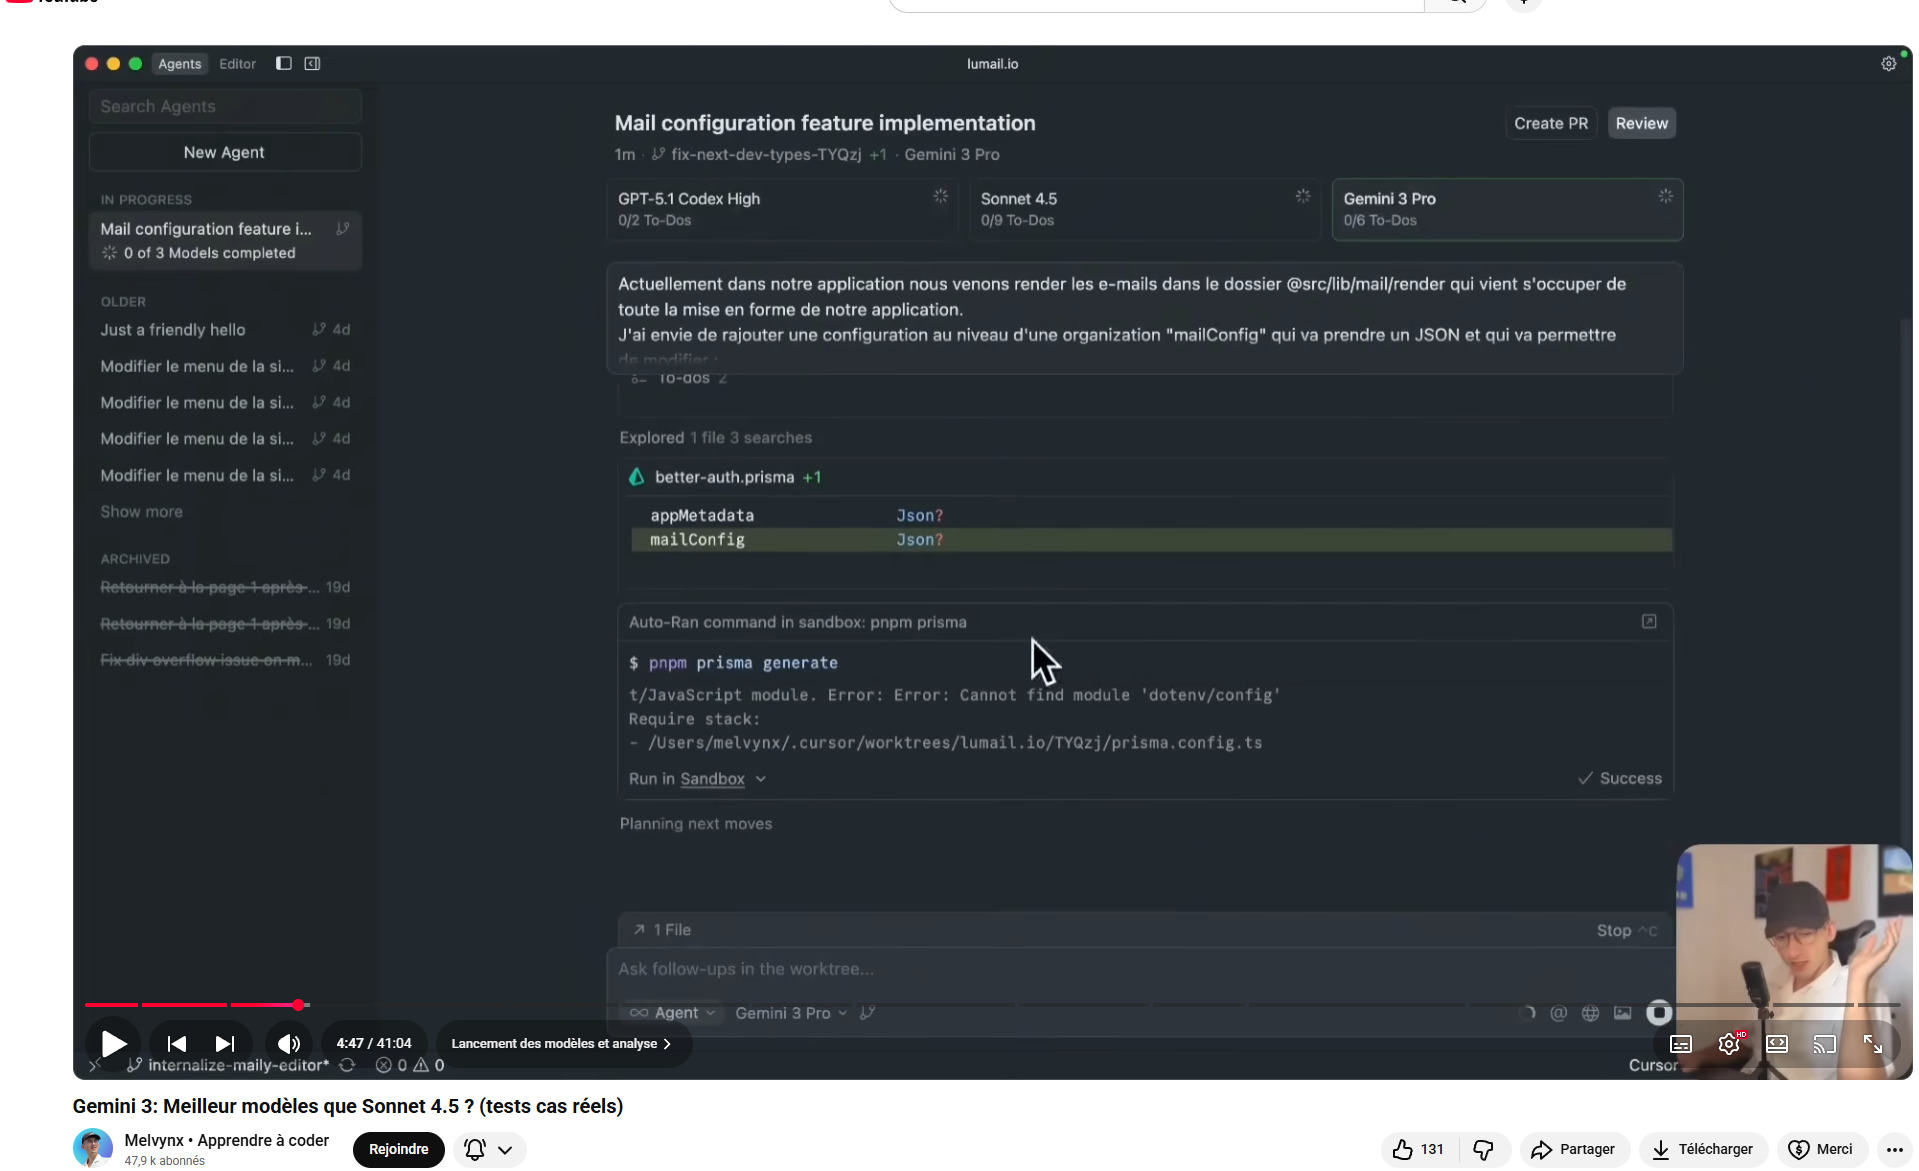 Agents
Editor
lumail.io
Search Agents
New Agent
IN PROGRESS
Mail configuration feature i...
0 of 3 Models completed
OLDER
Just a friendly hello 4d
Modifier le menu de la si... 4d
Modifier le menu de la si... 4d
Modifier le menu de la si... 4d
Modifier le menu de la si... 4d
Show more
ARCHIVED
Retourner à la page 1 après ... 19d
Retourner à la page 1 après ... 19d
Fix div overflow issue on m... 19d
Mail configuration feature implementation
Create PR
Review
1m · fix-next-dev-types-TYQzj +1 · Gemini 3 Pro
GPT-5.1 Codex High
0/2 To-Dos
Sonnet 4.5
0/9 To-Dos
Gemini 3 Pro
0/6 To-Dos
Actuellement dans notre application nous venons render les e-mails dans le dossier @src/lib/mail/render qui vient s'occuper de
toute la mise en forme de notre application.
J'ai envie de rajouter une configuration au niveau d'une organization "mailConfig" qui va prendre un JSON et qui va permettre
de modifier :
To-dos 2
Explored 1 file 3 searches
better-auth.prisma +1
appMetadata Json?
mailConfig Json?
Auto-Ran command in sandbox: pnpm prisma
$ pnpm prisma generate
t/JavaScript module. Error: Error: Cannot find module 'dotenv/config'
Require stack:
- /Users/melvynx/.cursor/worktrees/lumail.io/TYQzj/prisma.config.ts
Run in Sandbox
Success
Planning next moves
1 File
Stop ^C
Ask follow-ups in the worktree...
Agent
Gemini 3 Pro
4:47 / 41:04
Lancement des modèles et analyse
HD
internalize-maily-editor*
0
0
Cursor
Gemini 3: Meilleur modèles que Sonnet 4.5 ? (tests cas réels)
Melvynx • Apprendre à coder
47,9 k abonnés
Rejoindre
131
Partager
Télécharger
Merci